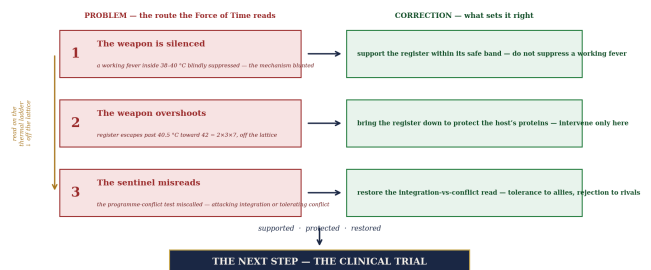 PROBLEM — the route the Force of Time reads
CORRECTION — what sets it right
read on the
thermal ladder
↓ off the lattice
1
The weapon is silenced
a working fever inside 38–40 °C blindly suppressed — the mechanism blunted
support the register within its safe band — do not suppress a working fever
2
The weapon overshoots
register escapes past 40.5 °C toward 42 = 2×3×7, off the lattice
bring the register down to protect the host's proteins — intervene only here
3
The sentinel misreads
the programme-conflict test miscalled — attacking integration or tolerating conflict
restore the integration-vs-conflict read — tolerance to allies, rejection to rivals
supported · protected · restored
THE NEXT STEP — THE CLINICAL TRIAL